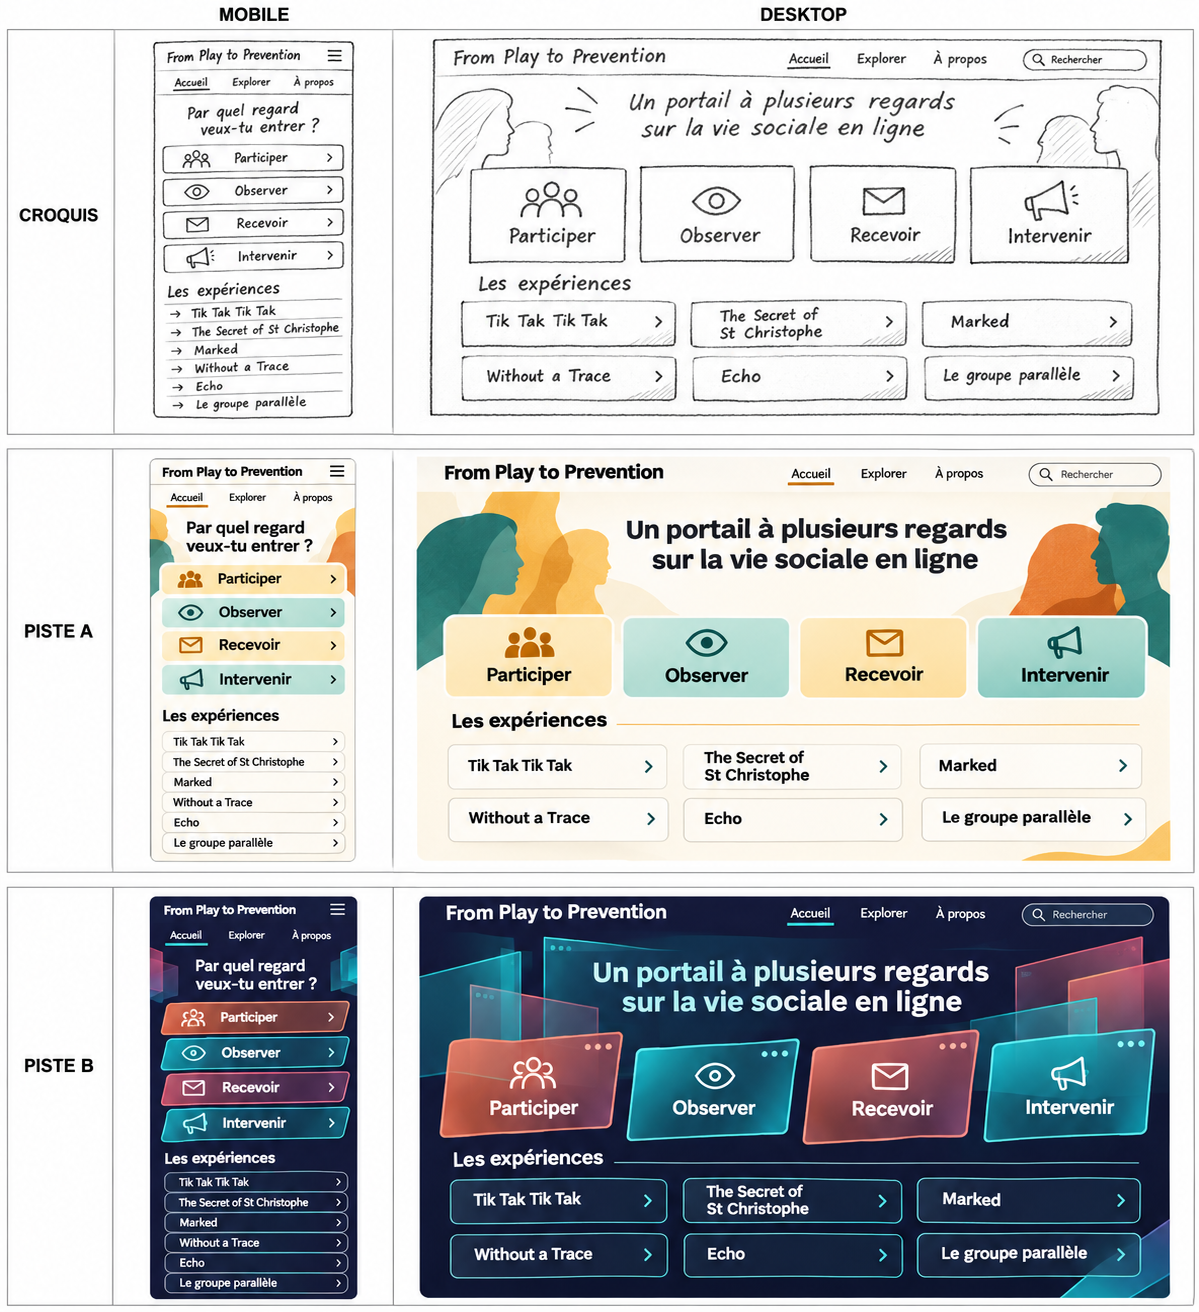 MOBILE
DESKTOP
CROQUIS
From Play to Prevention
Accueil Explorer À propos
Par quel regard
veux-tu entrer ?
Participer
Observer
Recevoir
Intervenir
Les expériences
Tik Tak Tik Tak
The Secret of St Christophe
Marked
Without a Trace
Echo
Le groupe parallèle
From Play to Prevention
Accueil Explorer À propos
Rechercher
Un portail à plusieurs regards
sur la vie sociale en ligne
Participer
Observer
Recevoir
Intervenir
Les expériences
Tik Tak Tik Tak
The Secret of
St Christophe
Marked
Without a Trace
Echo
Le groupe parallèle
PISTE A
From Play to Prevention
Accueil Explorer À propos
Par quel regard
veux-tu entrer ?
Participer
Observer
Recevoir
Intervenir
Les expériences
Tik Tak Tik Tak
The Secret of St Christophe
Marked
Without a Trace
Echo
Le groupe parallèle
From Play to Prevention
Accueil Explorer À propos
Rechercher
Un portail à plusieurs regards
sur la vie sociale en ligne
Participer
Observer
Recevoir
Intervenir
Les expériences
Tik Tak Tik Tak
The Secret of
St Christophe
Marked
Without a Trace
Echo
Le groupe parallèle
PISTE B
From Play to Prevention
Accueil Explorer À propos
Par quel regard
veux-tu entrer ?
Participer
Observer
Recevoir
Intervenir
Les expériences
Tik Tak Tik Tak
The Secret of St Christophe
Marked
Without a Trace
Echo
Le groupe parallèle
From Play to Prevention
Accueil Explorer À propos
Rechercher
Un portail à plusieurs regards
sur la vie sociale en ligne
Participer
Observer
Recevoir
Intervenir
Les expériences
Tik Tak Tik Tak
The Secret of
St Christophe
Marked
Without a Trace
Echo
Le groupe parallèle